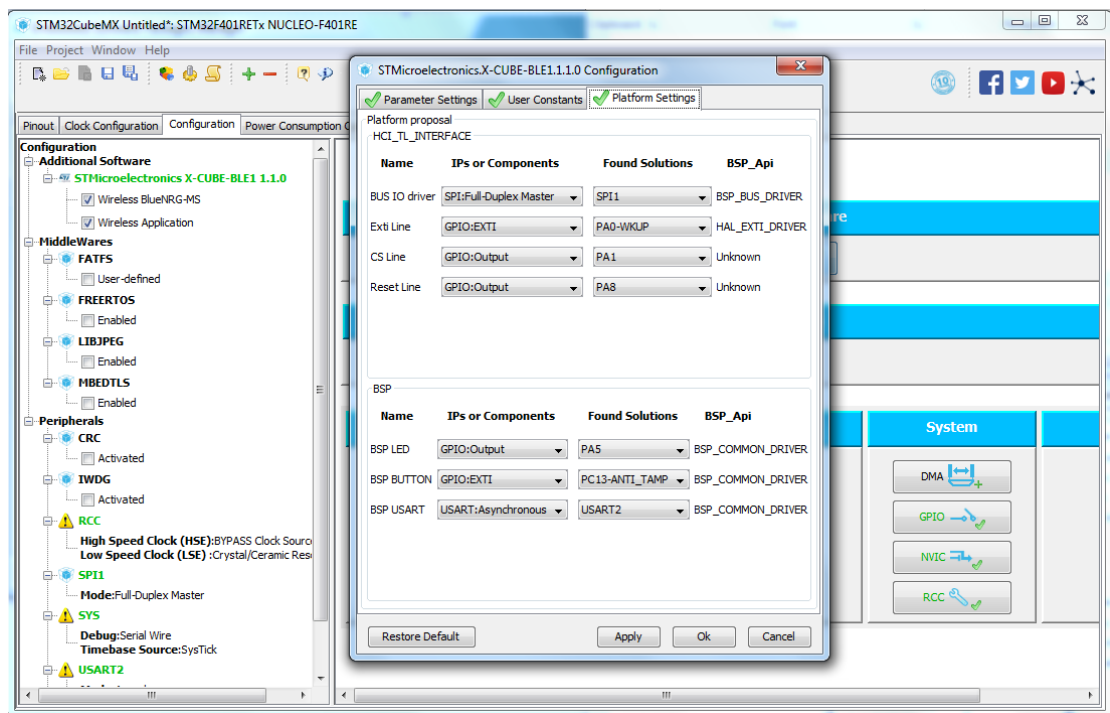 STM32CubeMX Untitled*: STM32F401RETx NUCLEO-F401RE
File Project Window Help
Pinout Clock Configuration Configuration Power Consumption C
Configuration
Additional Software
STMicroelectronics X-CUBE-BLE1 1.1.0
Wireless BlueNRG-MS
Wireless Application
MiddleWares
FATFS
User-defined
FREERTOS
Enabled
LIBJPEG
Enabled
MBEDTLS
Enabled
Peripherals
CRC
Activated
IWDG
Activated
RCC
High Speed Clock (HSE):BYPASS Clock Sourc
Low Speed Clock (LSE) :Crystal/Ceramic Res
SPI1
Mode:Full-Duplex Master
SYS
Debug:Serial Wire
Timebase Source:SysTick
USART2
STMicroelectronics.X-CUBE-BLE1.1.1.0 Configuration
Parameter Settings User Constants Platform Settings
Platform proposal
HCI_TL_INTERFACE
Name IPs or Components Found Solutions BSP_Api
BUS IO driver SPI:Full-Duplex Master SPI1 BSP_BUS_DRIVER
Exti Line GPIO:EXTI PA0-WKUP HAL_EXTI_DRIVER
CS Line GPIO:Output PA1 Unknown
Reset Line GPIO:Output PA8 Unknown
BSP
Name IPs or Components Found Solutions BSP_Api
BSP LED GPIO:Output PA5 BSP_COMMON_DRIVER
BSP BUTTON GPIO:EXTI PC13-ANTI_TAMP BSP_COMMON_DRIVER
BSP USART USART:Asynchronous USART2 BSP_COMMON_DRIVER
Restore Default Apply Ok Cancel
10
re
System
DMA
GPIO
NVIC
RCC